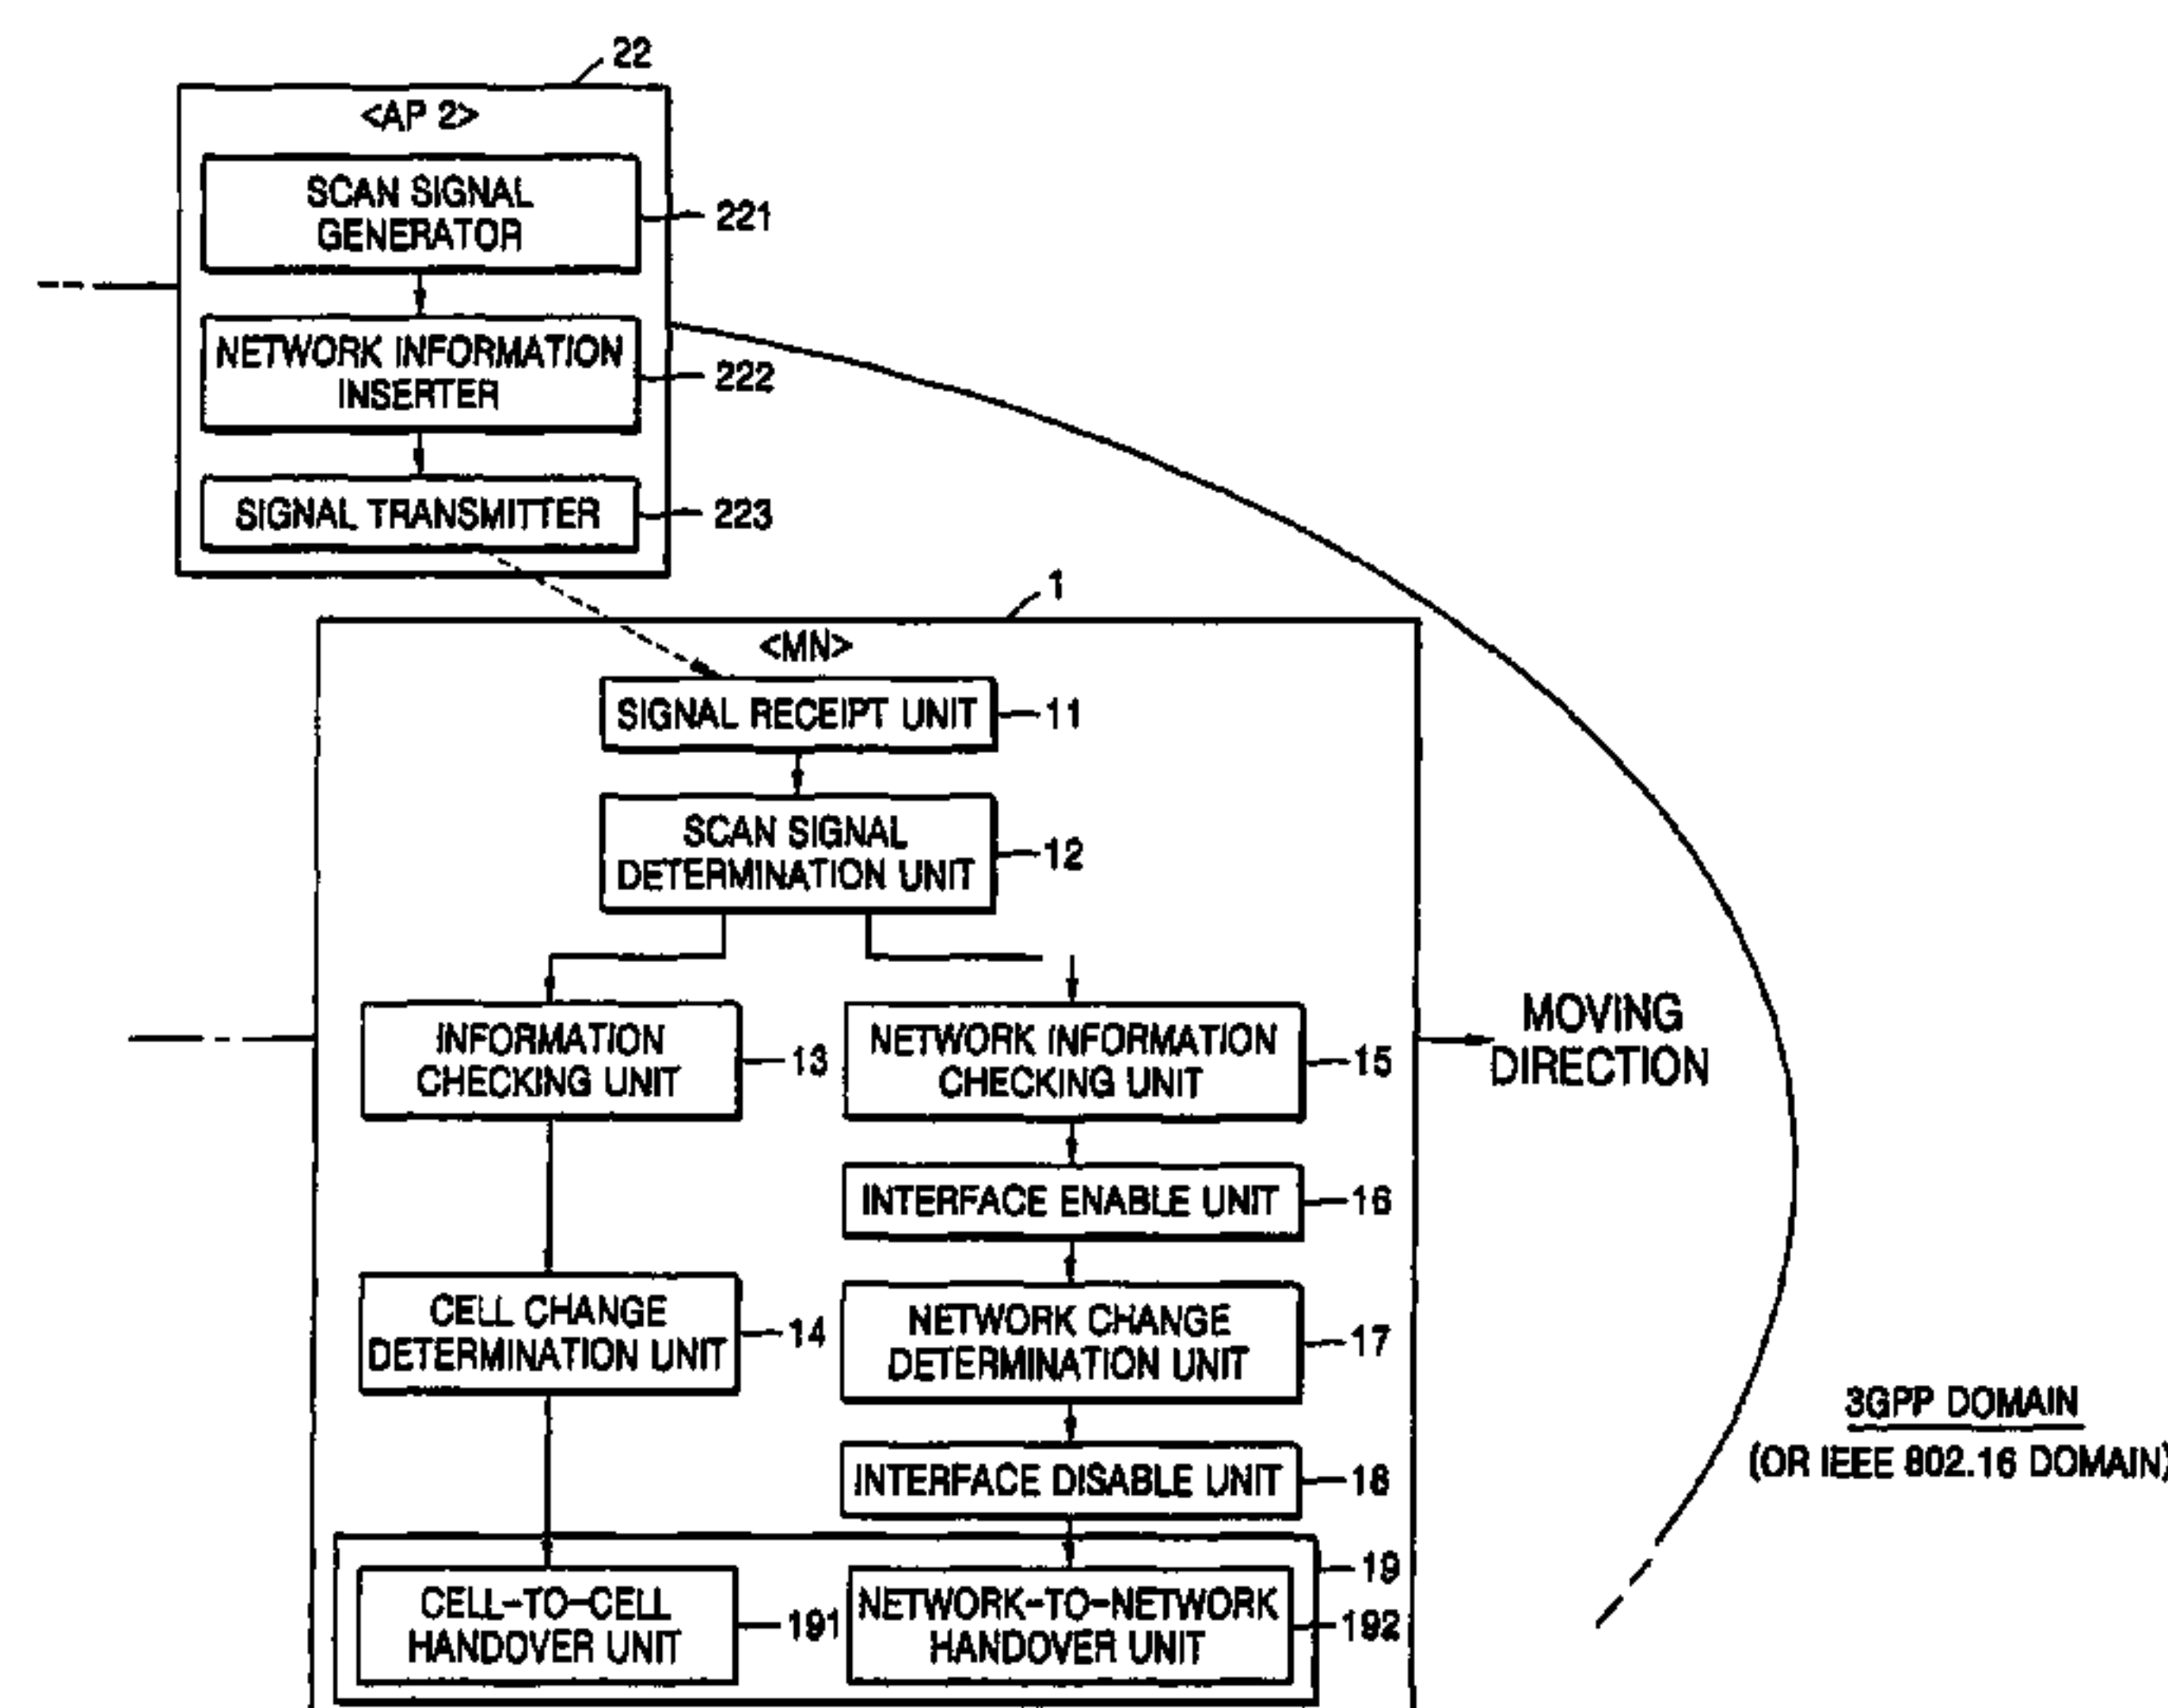 22
<AP 2>
SCAN SIGNAL
GENERATOR
221
NETWORK INFORMATION
INSERTER
222
SIGNAL TRANSMITTER
223
1
<MN>
SIGNAL RECEIPT UNIT
11
SCAN SIGNAL
DETERMINATION UNIT
12
INFORMATION
CHECKING UNIT
13
NETWORK INFORMATION
CHECKING UNIT
15
MOVING
DIRECTION
INTERFACE ENABLE UNIT
16
CELL CHANGE
DETERMINATION UNIT
14
NETWORK CHANGE
DETERMINATION UNIT
17
3GPP DOMAIN
(OR IEEE 802.16 DOMAIN)
INTERFACE DISABLE UNIT
18
19
CELL-TO-CELL
HANDOVER UNIT
191
NETWORK-TO-NETWORK
HANDOVER UNIT
192